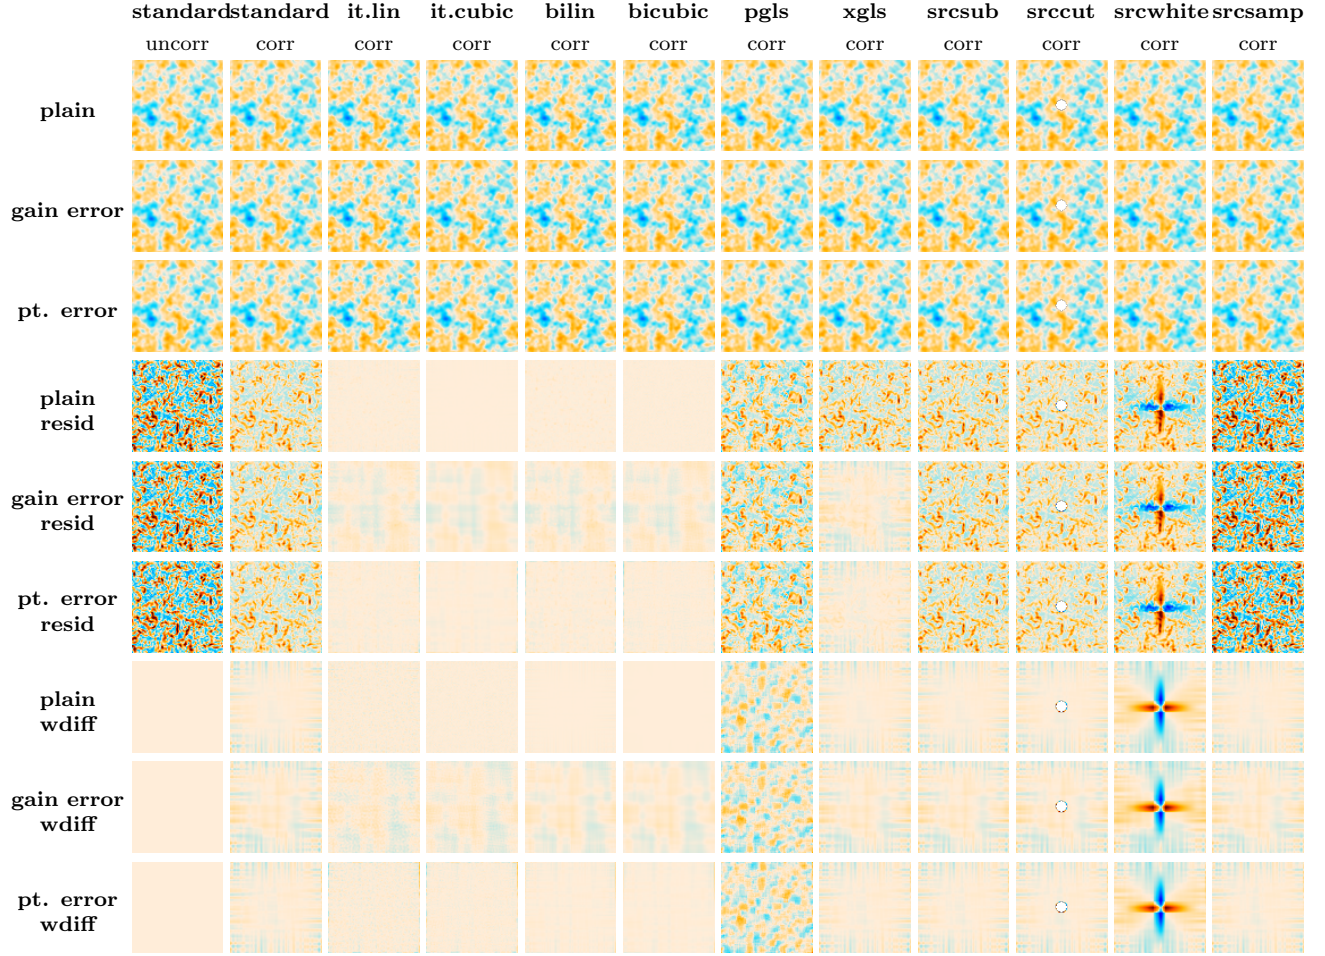 standard standard it.lin it.cubic bilin bicubic pgls xgls srcsub srccut srcwhite srcsamp
uncorr corr corr corr corr corr corr corr corr corr corr corr
plain
gain error
pt. error
plain
resid
gain error
resid
pt. error
resid
plain
wdiff
gain error
wdiff
pt. error
wdiff